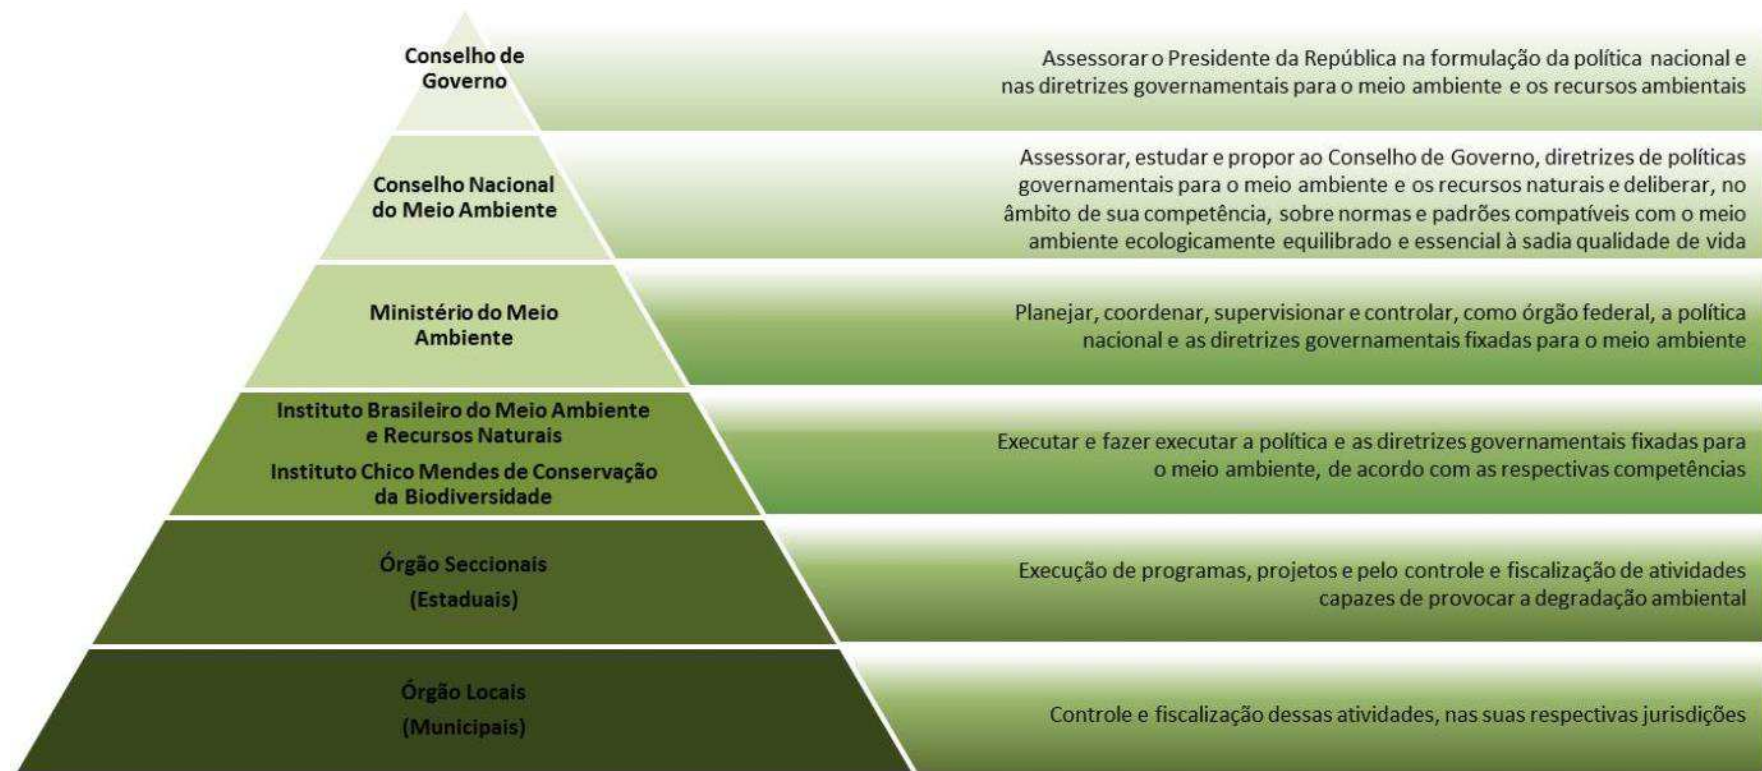 Conselho de
Governo
Assessorar o Presidente da República na formulação da política nacional e
nas diretrizes governamentais para o meio ambiente e os recursos ambientais
Conselho Nacional
do Meio Ambiente
Assessorar, estudar e propor ao Conselho de Governo, diretrizes de políticas
governamentais para o meio ambiente e os recursos naturais e deliberar, no
âmbito de sua competência, sobre normas e padrões compatíveis com o meio
ambiente ecologicamente equilibrado e essencial à sadia qualidade de vida
Ministério do Meio
Ambiente
Planejar, coordenar, supervisionar e controlar, como órgão federal, a política
nacional e as diretrizes governamentais fixadas para o meio ambiente
Instituto Brasileiro do Meio Ambiente
e Recursos Naturais
Instituto Chico Mendes de Conservação
da Biodiversidade
Executar e fazer executar a política e as diretrizes governamentais fixadas para
o meio ambiente, de acordo com as respectivas competências
Órgão Seccionais
(Estaduais)
Execução de programas, projetos e pelo controle e fiscalização de atividades
capazes de provocar a degradação ambiental
Órgão Locais
(Municipais)
Controle e fiscalização dessas atividades, nas suas respectivas jurisdições